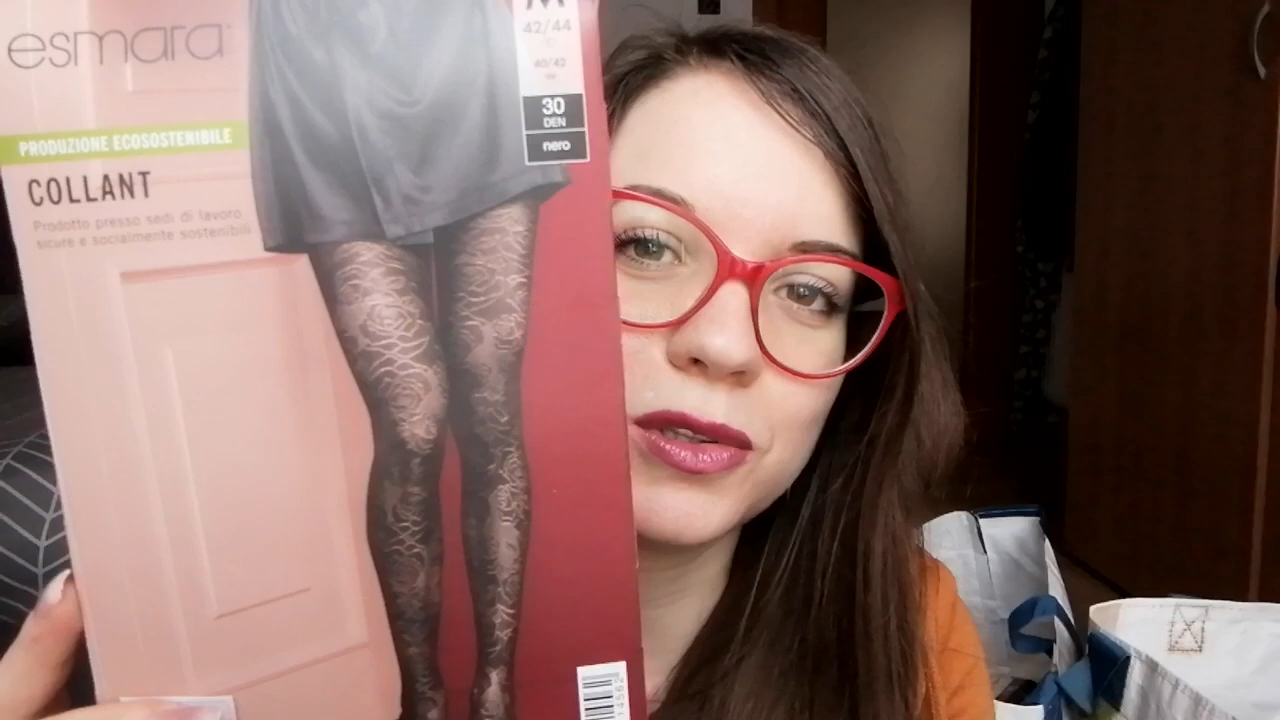 esmara
M
42/44
40/42
30
DEN
nero
PRODUZIONE ECOSOSTENIBILE
COLLANT
Prodotto presso sedi di lavoro
sicure e socialmente sostenibili
14562